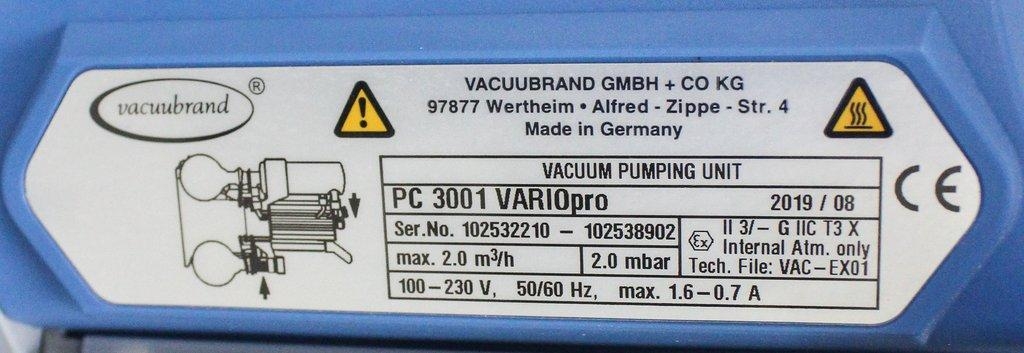 vacuubrand ®
VACUUBRAND GMBH + CO KG
97877 Wertheim • Alfred - Zippe - Str. 4
Made in Germany
VACUUM PUMPING UNIT
PC 3001 VARIOpro 2019 / 08
Ser.No. 102532210 – 102538902
II 3/– G IIC T3 X
Internal Atm. only
Tech. File: VAC–EX01
max. 2.0 m³/h 2.0 mbar
100–230 V, 50/60 Hz, max. 1.6–0.7 A
CE
Ex